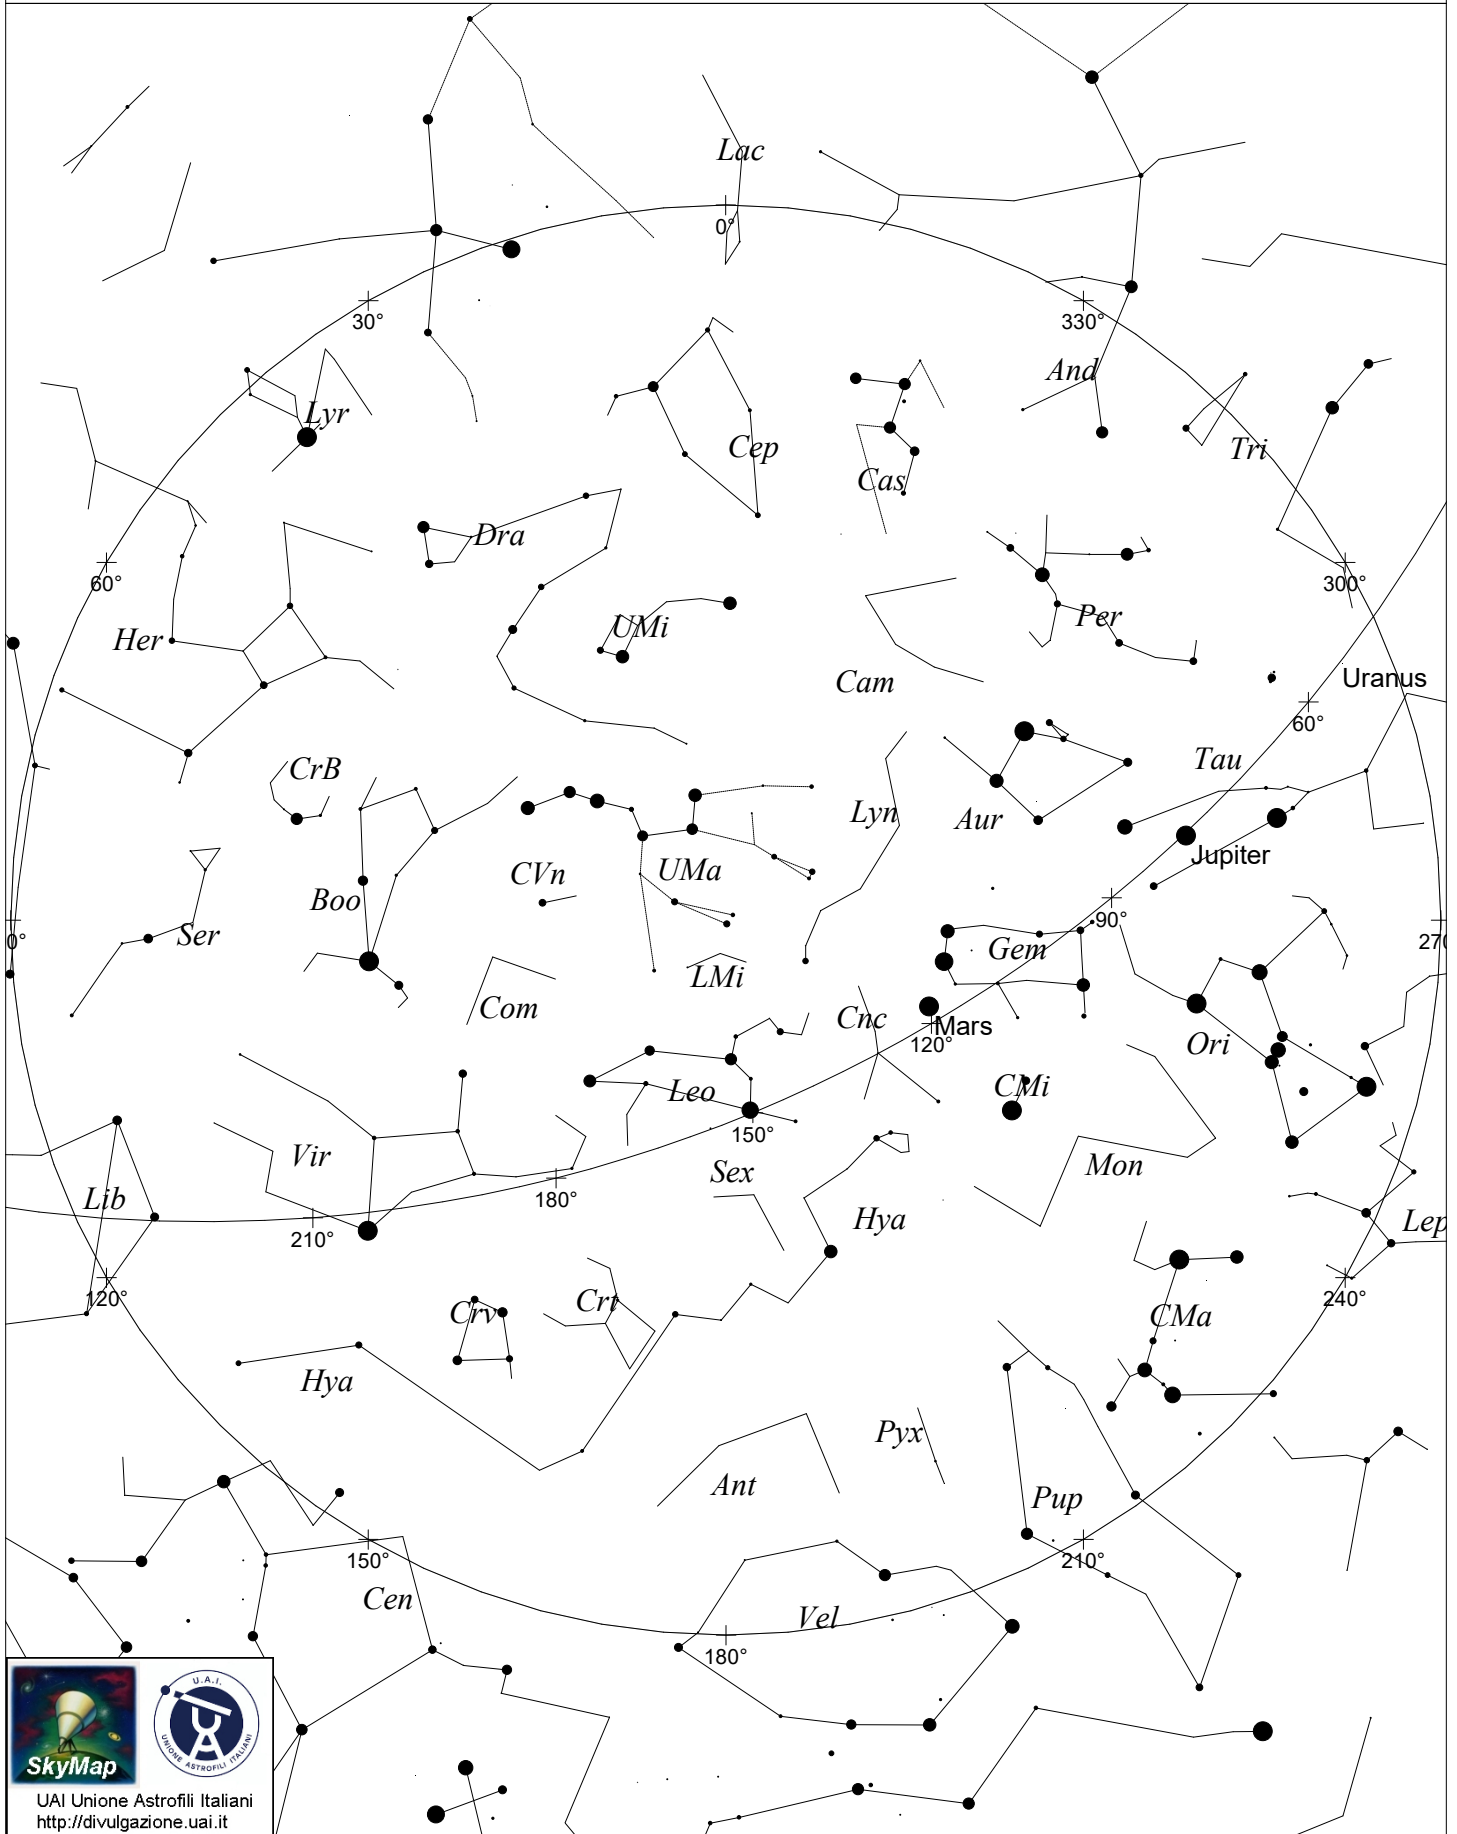 Lac
0°
30°
330°
And
Lyr
Tri
Cep
Cas
Dra
60°
300°
UMi
Per
Her
Cam
Uranus
60°
CrB
Tau
Lyn
Aur
Jupiter
UMa
CVn
Boo
90°
Ser
0°
Gem
270
LMi
Com
Cnc
Mars
120°
Ori
CMi
Leo
150°
Vir
Mon
Sex
180°
Lib
Hya
Lep
210°
120°
Crv
Crt
240°
CMa
Hya
Pyx
Ant
Pup
150°
210°
Cen
Vel
180°
U.A.I.
UNIONE ASTROFILI ITALIANI
SkyMap
UAI Unione Astrofili Italiani
http://divulgazione.uai.it